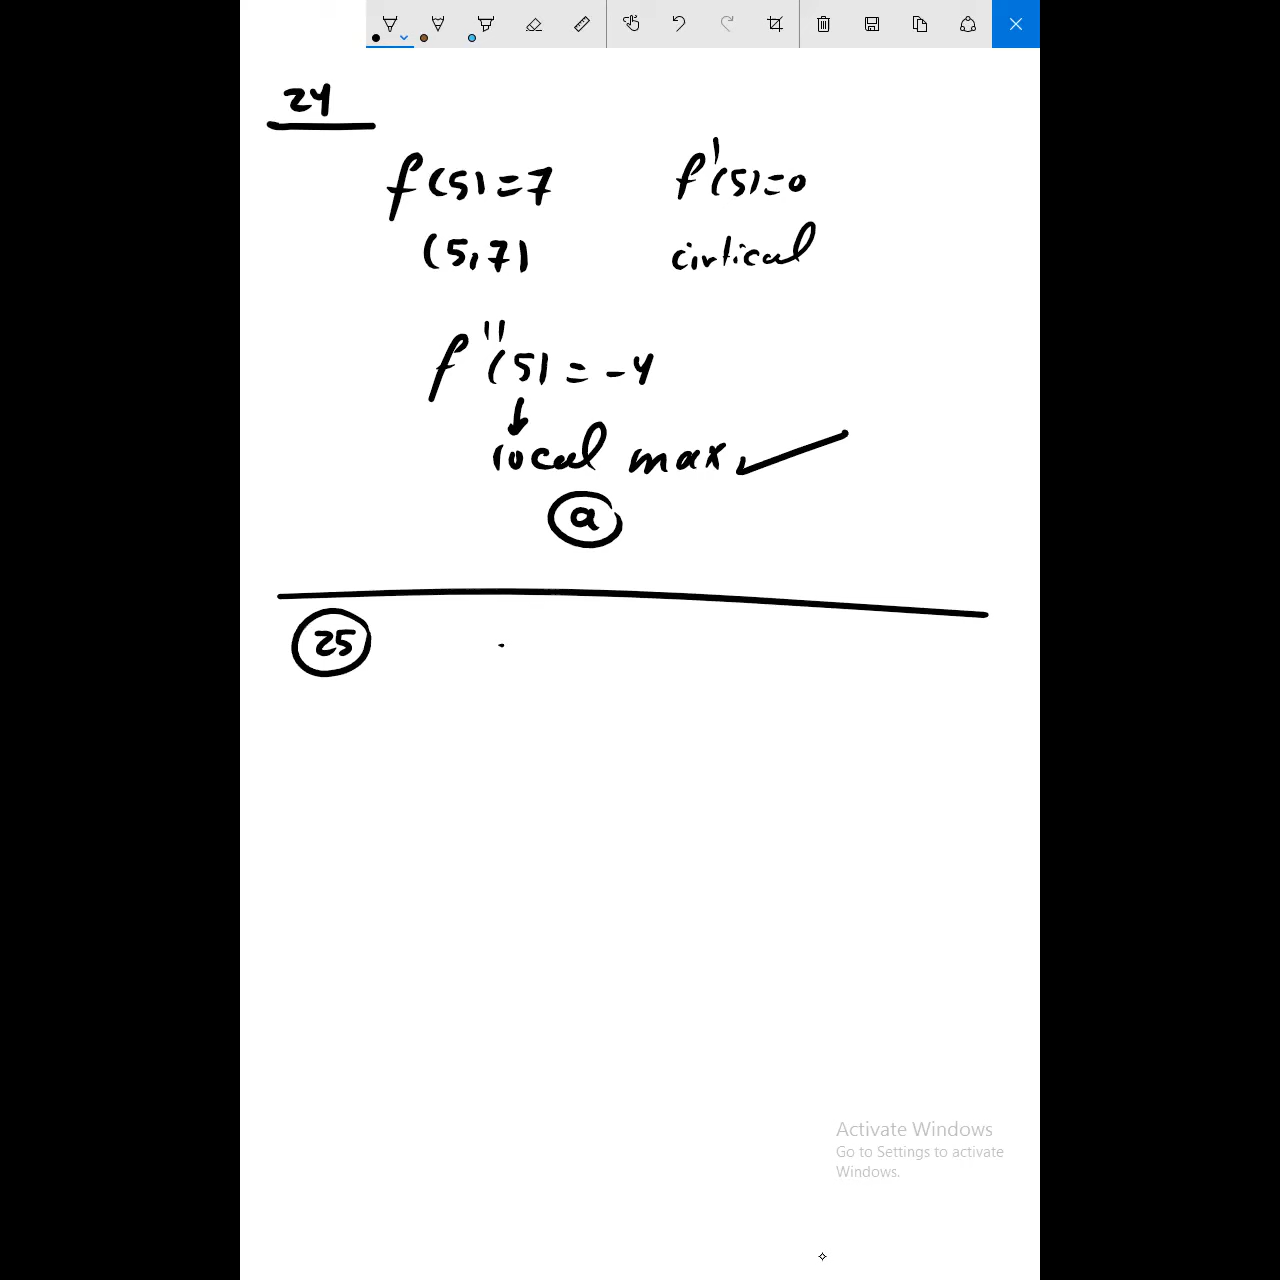 24
f(5)=7 f'(5)=0
(5,7) cirtical
f''(5)=-4
↓
local max ✓
a
25
Activate Windows
Go to Settings to activate
Windows.